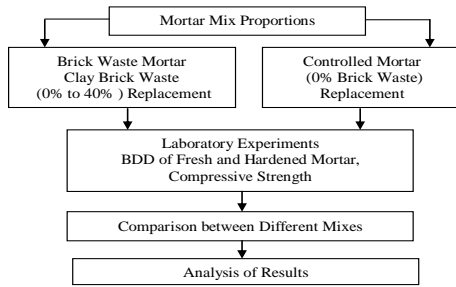 Mortar Mix Proportions
Brick Waste Mortar
Clay Brick Waste
(0% to 40% ) Replacement
Controlled Mortar
(0% Brick Waste)
Replacement
Laboratory Experiments
BDD of Fresh and Hardened Mortar,
Compressive Strength
Comparison between Different Mixes
Analysis of Results